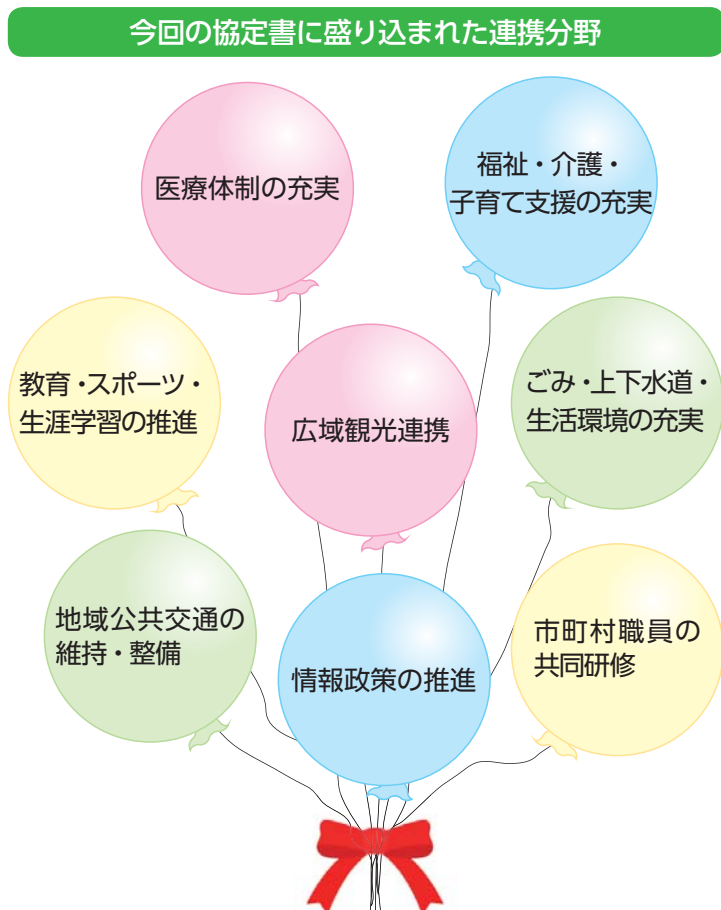 今回の協定書に盛り込まれた連携分野
医療体制の充実
福祉・介護・
子育て支援の充実
教育・スポーツ・
生涯学習の推進
広域観光連携
ごみ・上下水道・
生活環境の充実
地域公共交通の
維持・整備
情報政策の推進
市町村職員の
共同研修